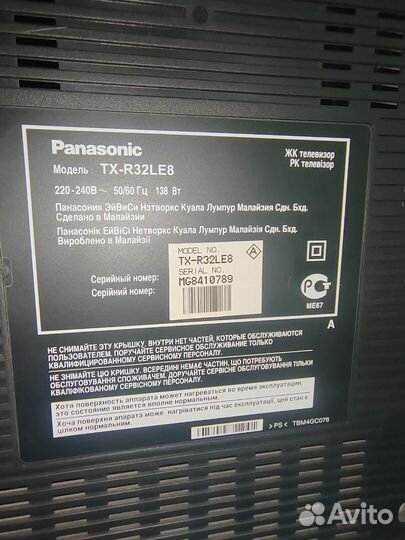 Panasonic
ЖК телевизор
РК телевізор
Модель TX-R32LE8
220-240В ~ 50/60 Гц 138 Вт
Панасоник ЭйВиСи Нэтворкс Куала Лумпур Малайзия Сдн. Бхд.
Сделано в Малайзии
Панасонік ЕйВіСі Нетворкс Куала Лумпур Малайзія Сдн. Бхд.
Вироблено в Малайзії
MODEL NO.
TX-R32LE8
SERIAL NO.
MG8410789
A
Серийный номер:
Серійний номер:
ME67
A
НЕ СНИМАЙТЕ ЭТУ КРЫШКУ, ВНУТРИ НЕТ ЧАСТЕЙ, КОТОРЫЕ ОБСЛУЖИВАЮТСЯ
ПОЛЬЗОВАТЕЛЕМ. ПОРУЧАЙТЕ СЕРВИСНОЕ ОБСЛУЖИВАНИЕ ТОЛЬКО
КВАЛИФИЦИРОВАННОМУ СЕРВИСНОМУ ПЕРСОНАЛУ.
НЕ ЗНІМАЙТЕ ЦЮ КРИШКУ. ВСЕРЕДИНІ НЕМАЄ ДЕТАЛЕЙ, ЩО ПОТРЕБУЮТЬ
ОБСЛУГОВУВАННЯ СПОЖИВАЧЕМ. ДОРУЧАЙТЕ СЕРВІСНЕ ОБСЛУГОВУВАННЯ ТІЛЬКИ
КВАЛІФІКОВАНОМУ СЕРВІСНОМУ ПЕРСОНАЛУ.
Хотя поверхность аппарата может нагреваться во время эксплуатации,
это состояние является вполне нормальным.
Хоча поверхня апарата може нагріватися під час експлуатації, цей стан є
цілком нормальним.
>PS< TBM4GC078
Avito